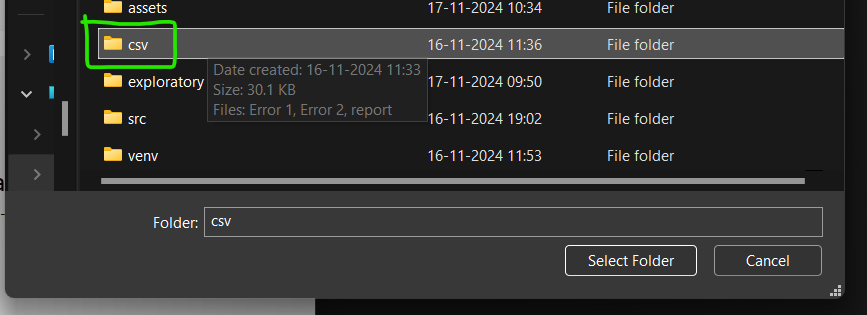 assets 17-11-2024 10:34 File folder
csv 16-11-2024 11:36 File folder
Date created: 16-11-2024 11:33
Size: 30.1 KB
Files: Error 1, Error 2, report
exploratory 17-11-2024 09:50 File folder
src 16-11-2024 19:02 File folder
venv 16-11-2024 11:53 File folder
Folder: csv
Select Folder Cancel